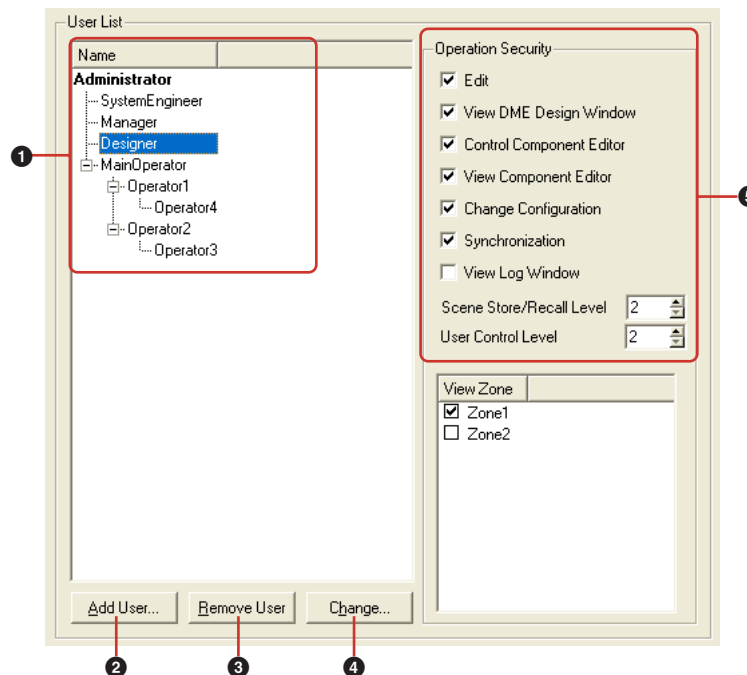 User List
Name
Administrator
SystemEngineer
Manager
Designer
MainOperator
Operator1
Operator4
Operator2
Operator3
1
Operation Security
Edit
View DME Design Window
Control Component Editor
View Component Editor
Change Configuration
Synchronization
View Log Window
Scene Store/Recall Level 2
User Control Level 2
5
View Zone
Zone1
Zone2
Add User... Remove User Change...
2 3 4